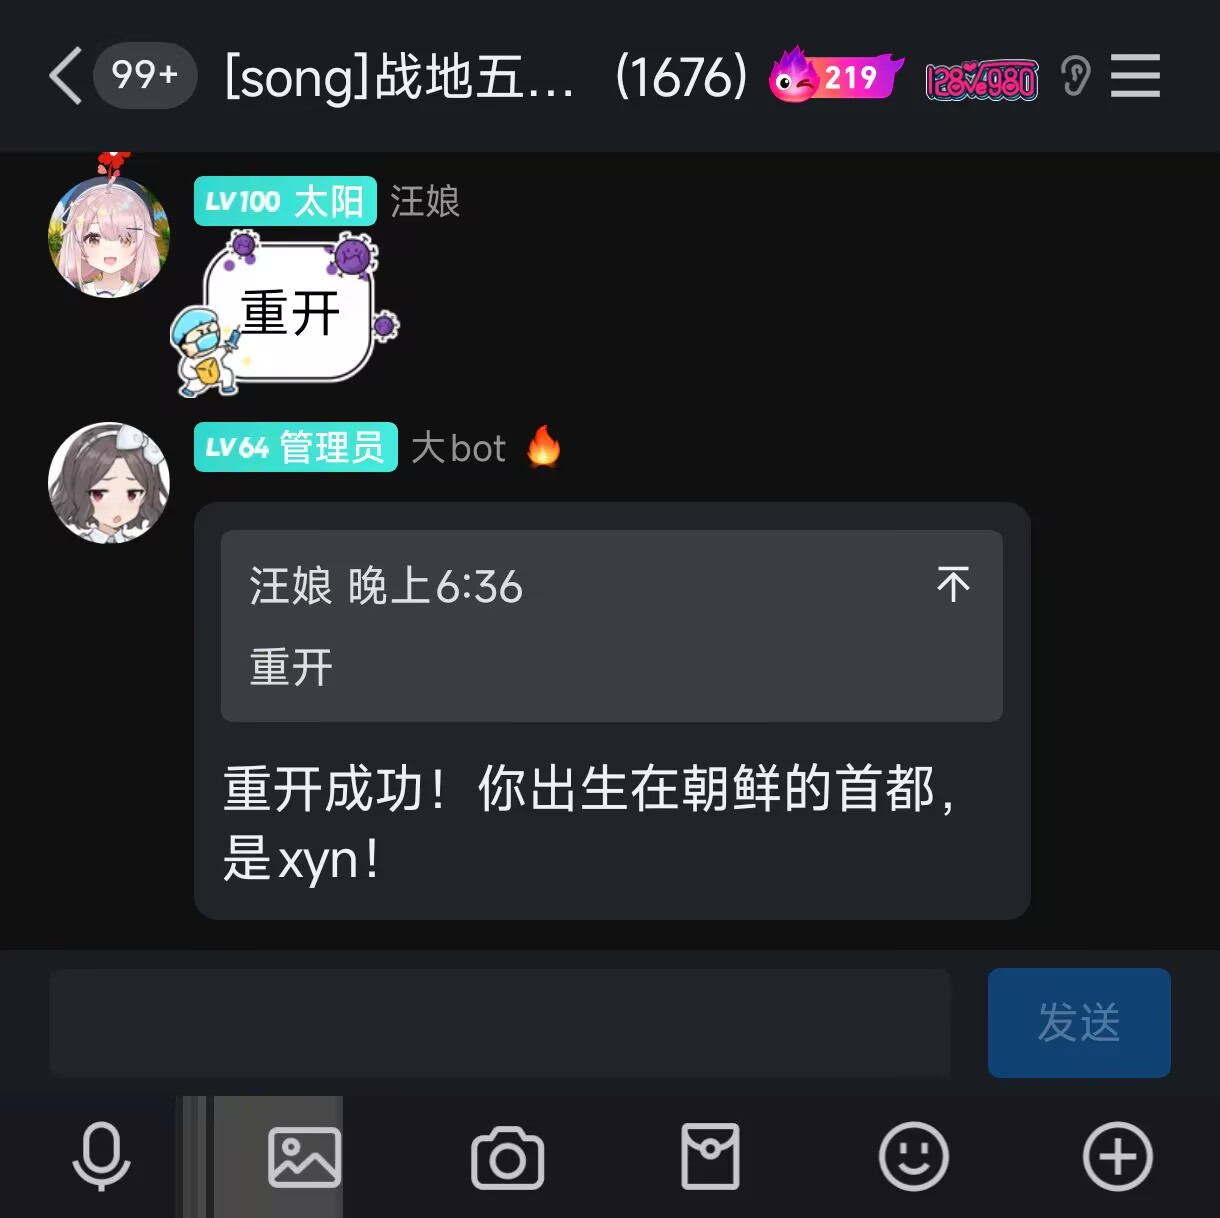 99+ [song]战地五... (1676) 219 128We980
LV100 太阳 汪娘
重开
LV64 管理员 大bot
汪娘 晚上6:36
重开
重开成功！你出生在朝鲜的首都，
是xyn！
发送